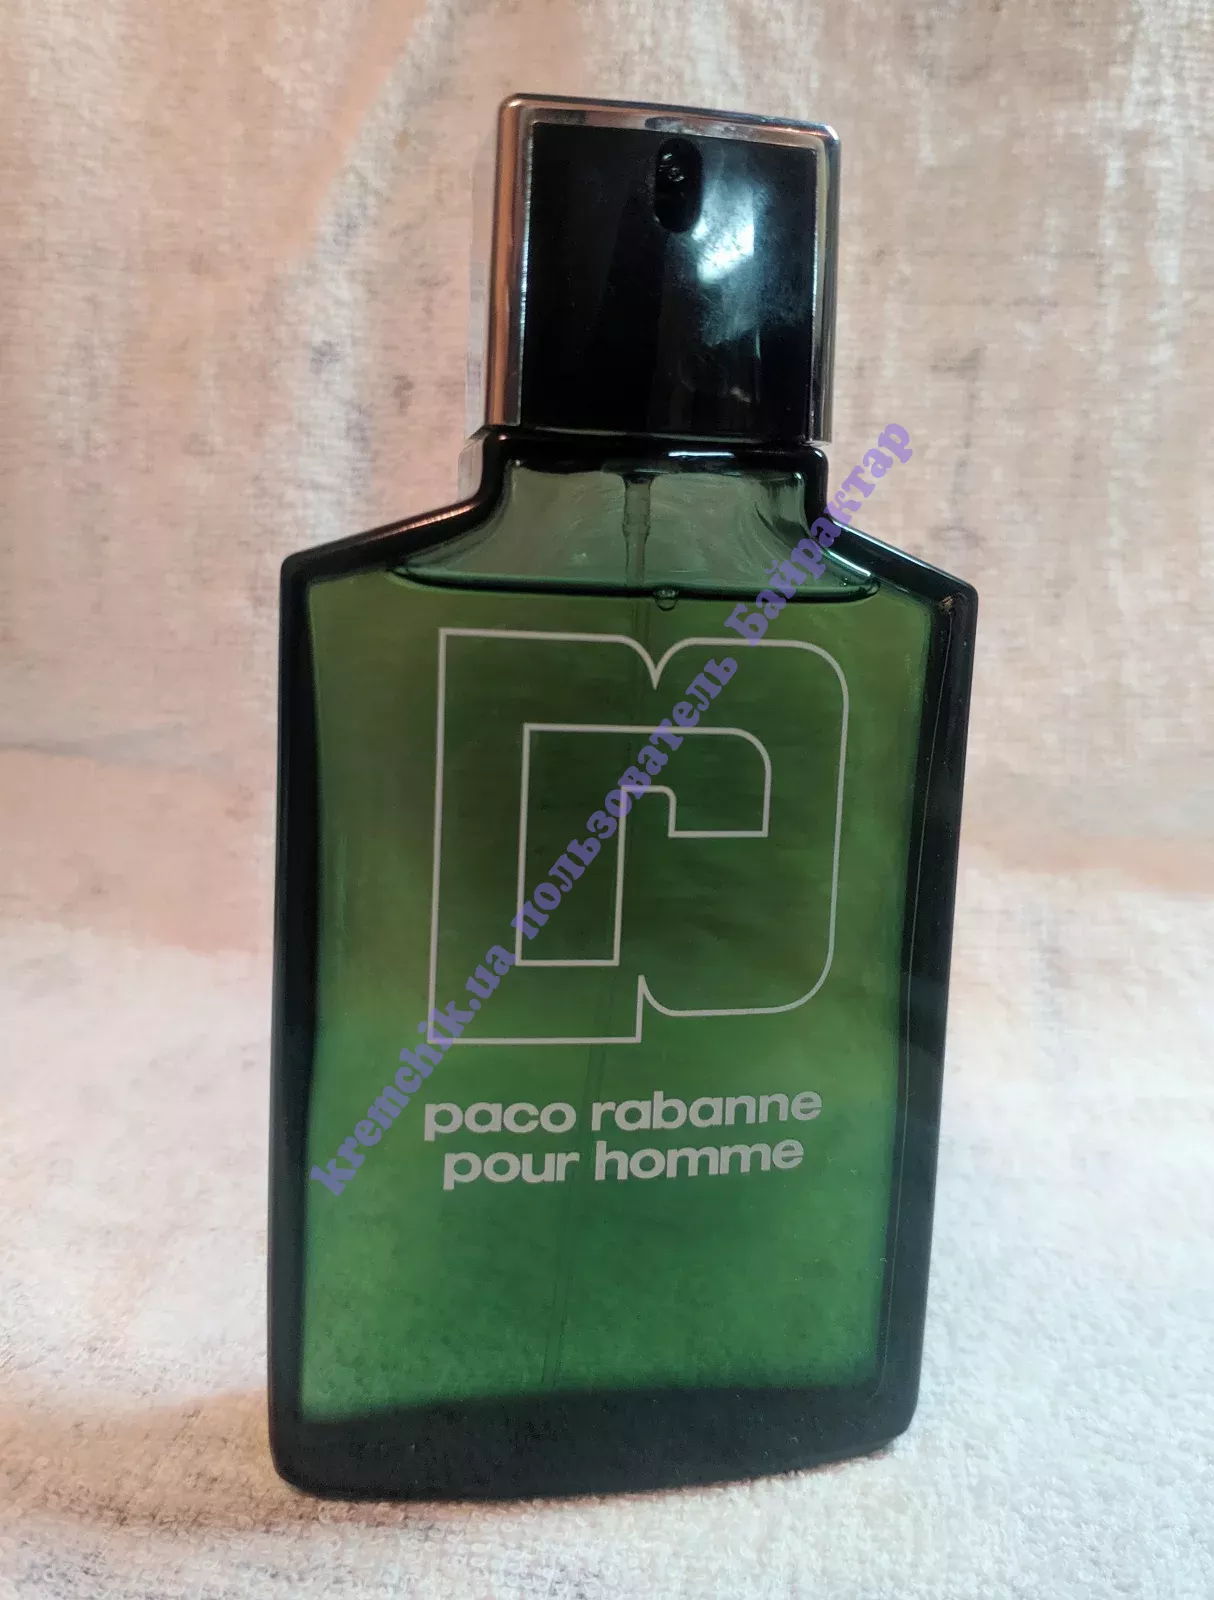 kremchik.ua пользователь Байрактар
paco rabanne
pour homme